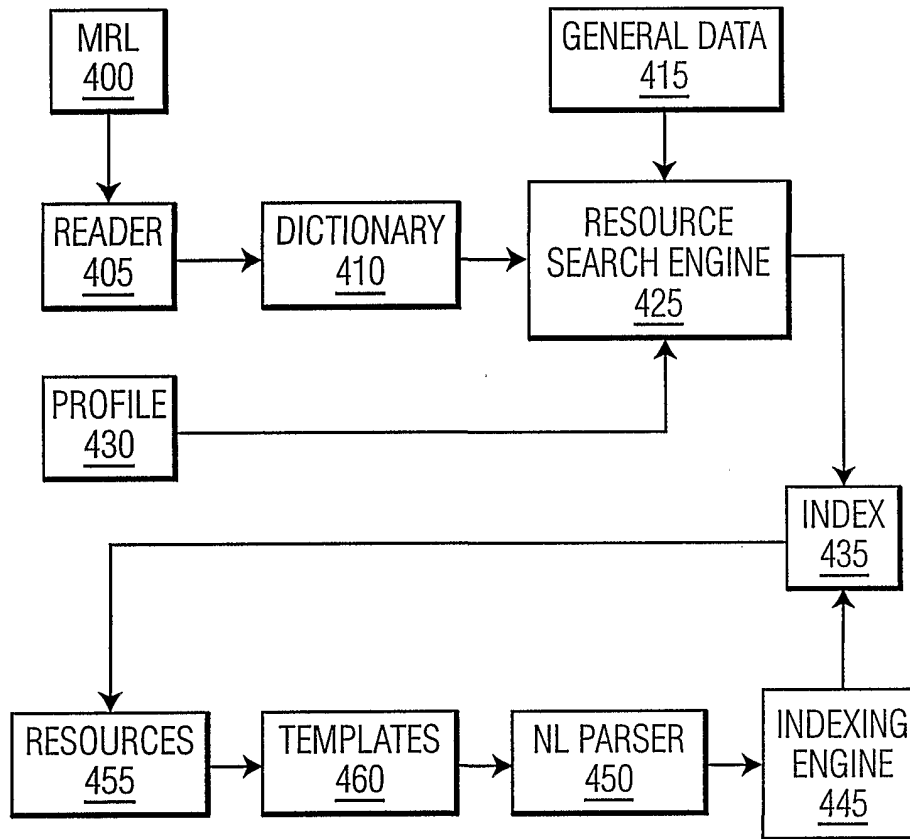 MRL
400
GENERAL DATA
415
READER
405
DICTIONARY
410
RESOURCE
SEARCH ENGINE
425
PROFILE
430
INDEX
435
RESOURCES
455
TEMPLATES
460
NL PARSER
450
INDEXING
ENGINE
445